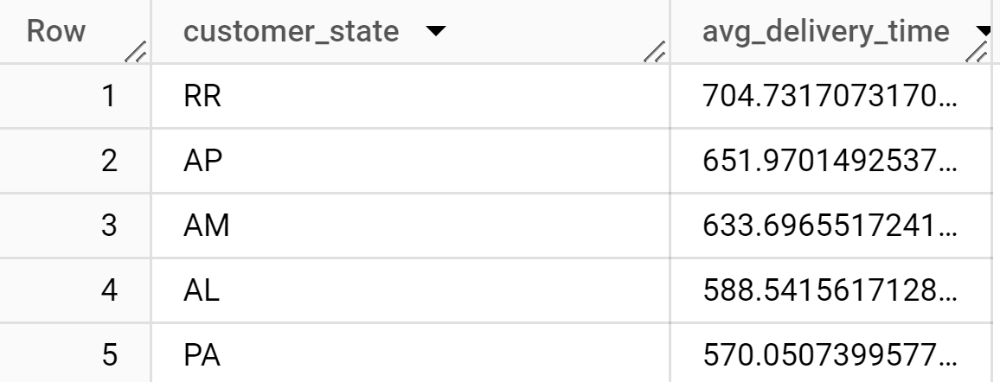 Row customer_state avg_delivery_time
1 RR 704.7317073170...
2 AP 651.9701492537...
3 AM 633.6965517241...
4 AL 588.5415617128...
5 PA 570.0507399577...